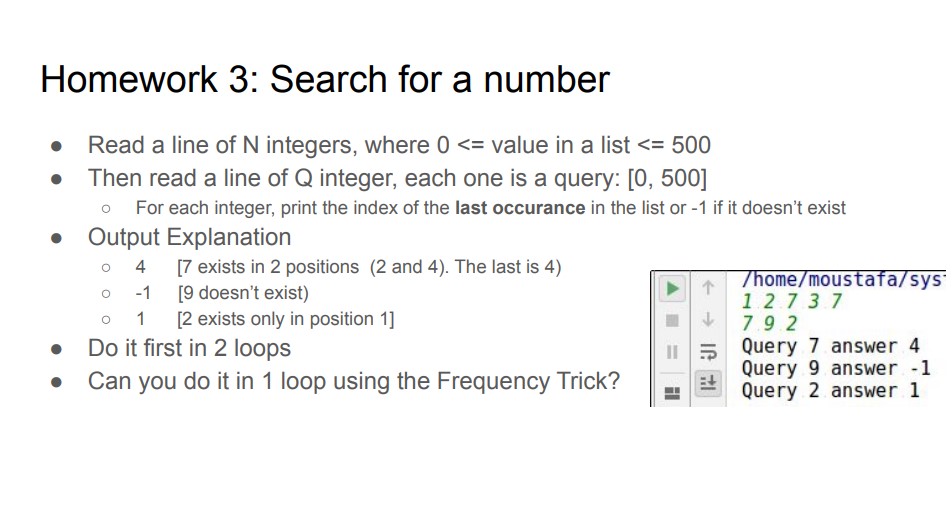 Homework 3: Search for a number
● Read a line of N integers, where 0 <= value in a list <= 500
● Then read a line of Q integer, each one is a query: [0, 500]
○ For each integer, print the index of the last occurance in the list or -1 if it doesn't exist
● Output Explanation
○ 4 [7 exists in 2 positions (2 and 4). The last is 4)
○ -1 [9 doesn't exist)
○ 1 [2 exists only in position 1]
● Do it first in 2 loops
● Can you do it in 1 loop using the Frequency Trick?
/home/moustafa/sys
1 2 7 3 7
7 9 2
Query 7 answer 4
Query 9 answer -1
Query 2 answer 1